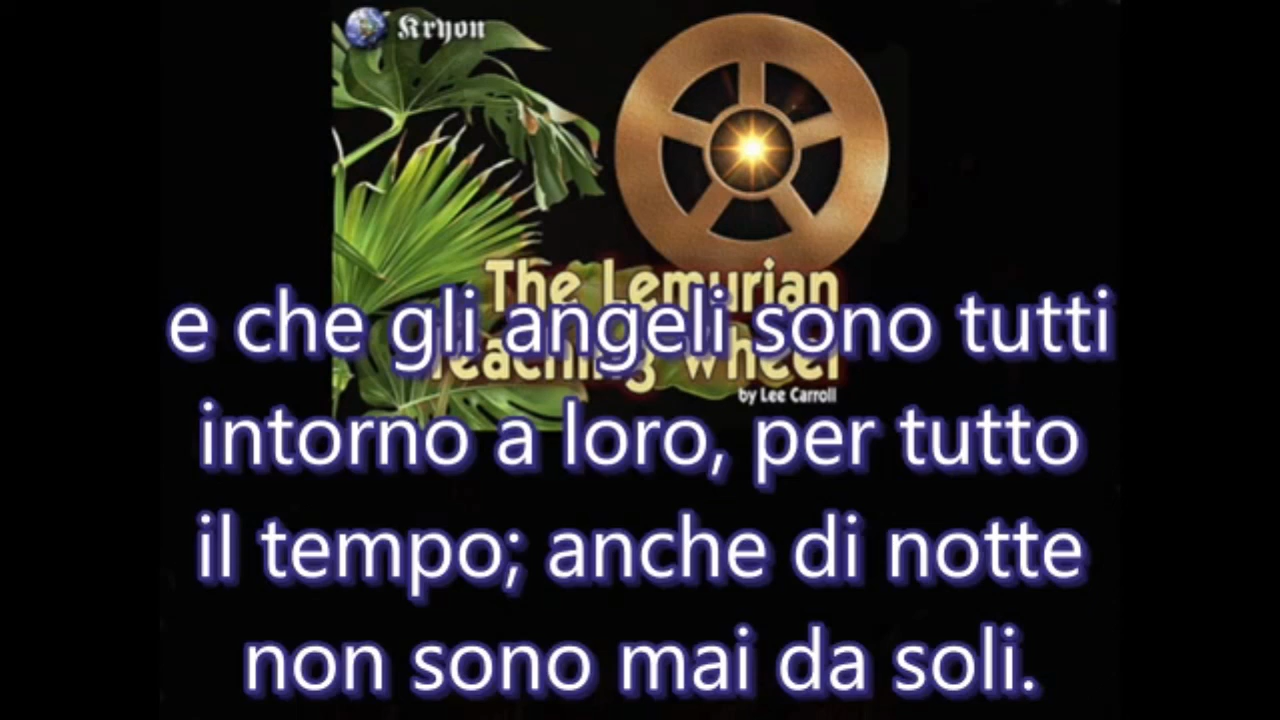 Kryon
The Lemurian
Teaching Wheel
by Lee Carroll
e che gli angeli sono tutti
intorno a loro, per tutto
il tempo; anche di notte
non sono mai da soli.